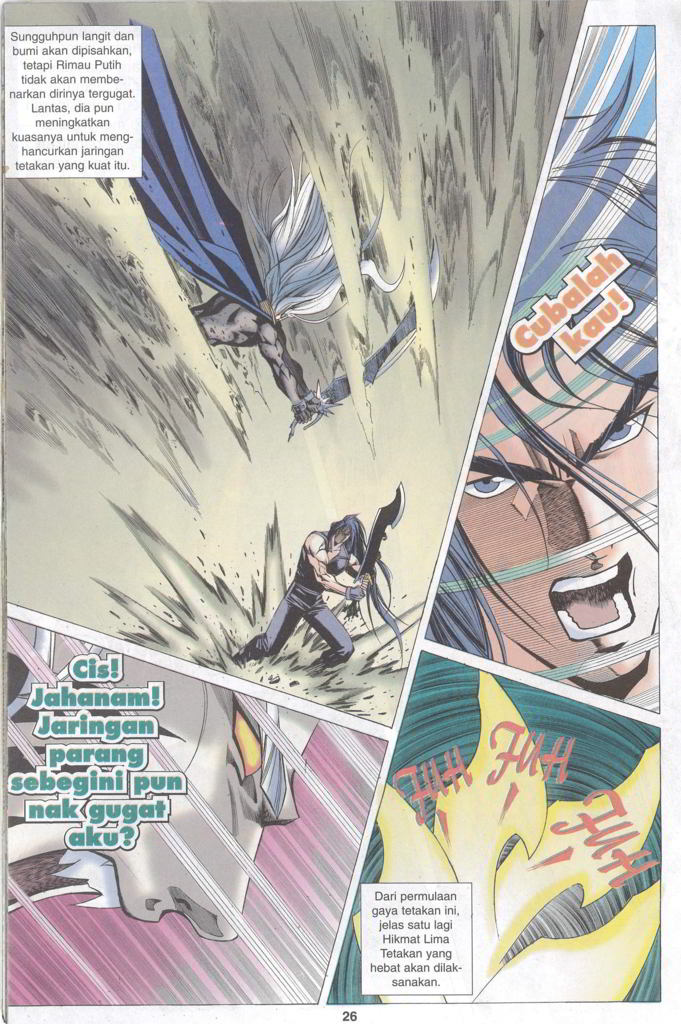 Sungguhpun langit dan
bumi akan dipisahkan,
tetapi Rimau Putih
tidak akan membe-
narkan dirinya tergugat.
Lantas, dia pun
meningkatkan
kuasanya untuk meng-
hancurkan jaringan
tetakan yang kuat itu.
Cubalah
kau!
Cis!
Jahanam!
Jaringan
parang
sebegini pun
nak gugat
aku?
FUH FUH
FUH
Dari permulaan
gaya tetakan ini,
jelas satu lagi
Hikmat Lima
Tetakan yang
hebat akan dilak-
sanakan.
26